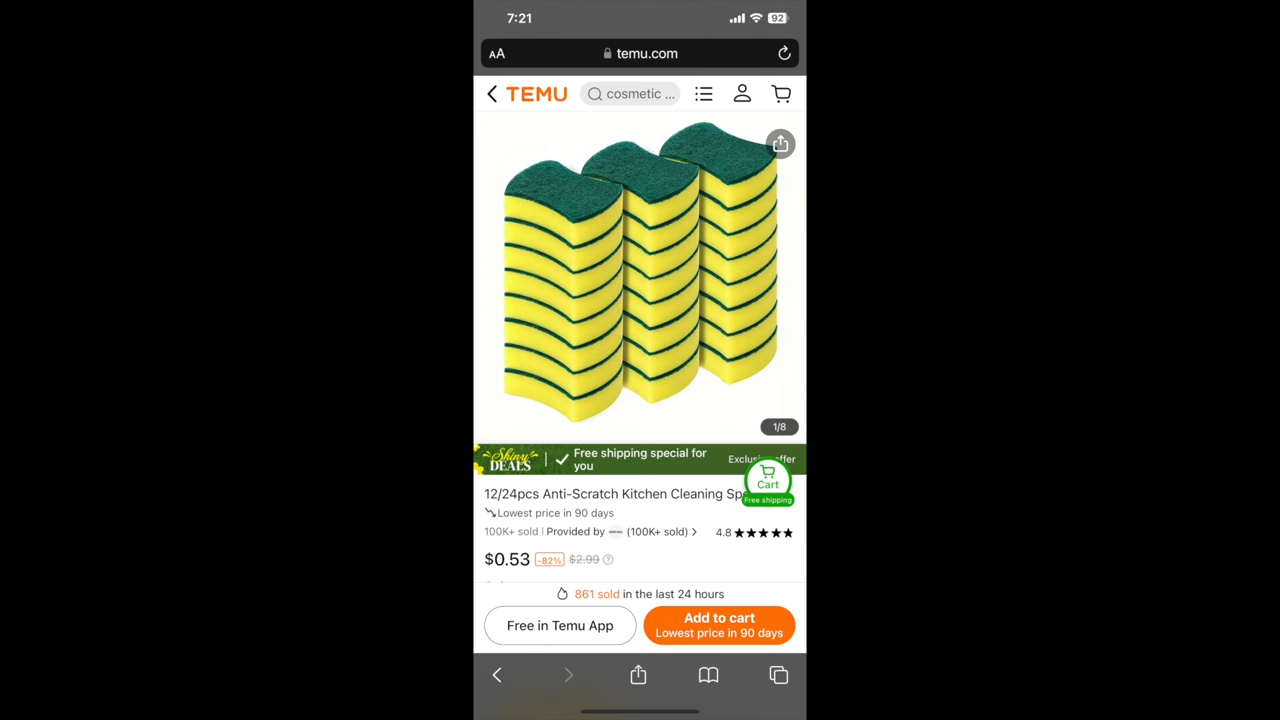 7:21
92
AA
temu.com
TEMU
cosmetic ...
1/8
Shiny
DEALS
Free shipping special for
you
Cart
Free shipping
12/24pcs Anti-Scratch Kitchen Cleaning
Lowest price in 90 days
100K+ sold | Provided by (100K+ sold) >
4.8
$0.53 -82% $2.99 ?
861 sold in the last 24 hours
Free in Temu App
Add to cart
Lowest price in 90 days